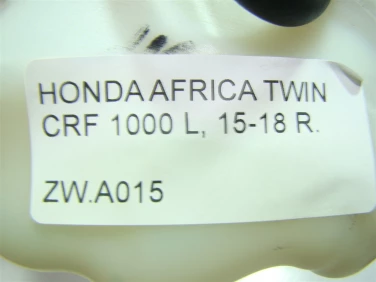 HONDA AFRICA TWIN
CRF 1000 L, 15-18 R.
ZW.A015